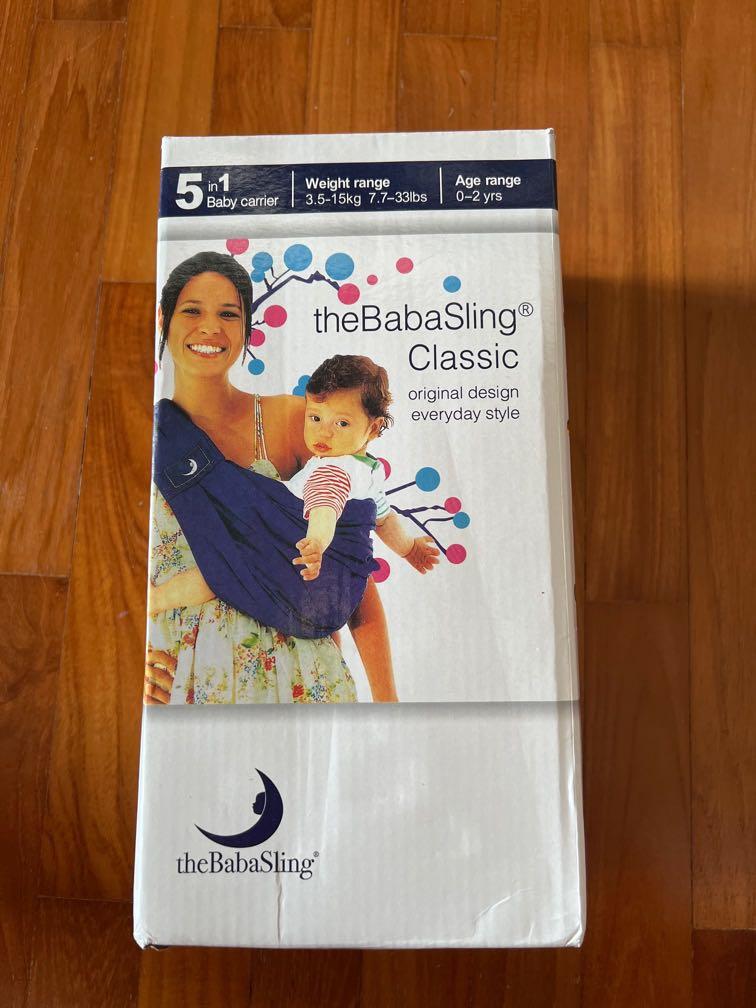 5 in 1
Baby carrier
Weight range
3.5-15kg 7.7–33lbs
Age range
0–2 yrs
theBabaSling®
Classic
original design
everyday style
theBabaSling®